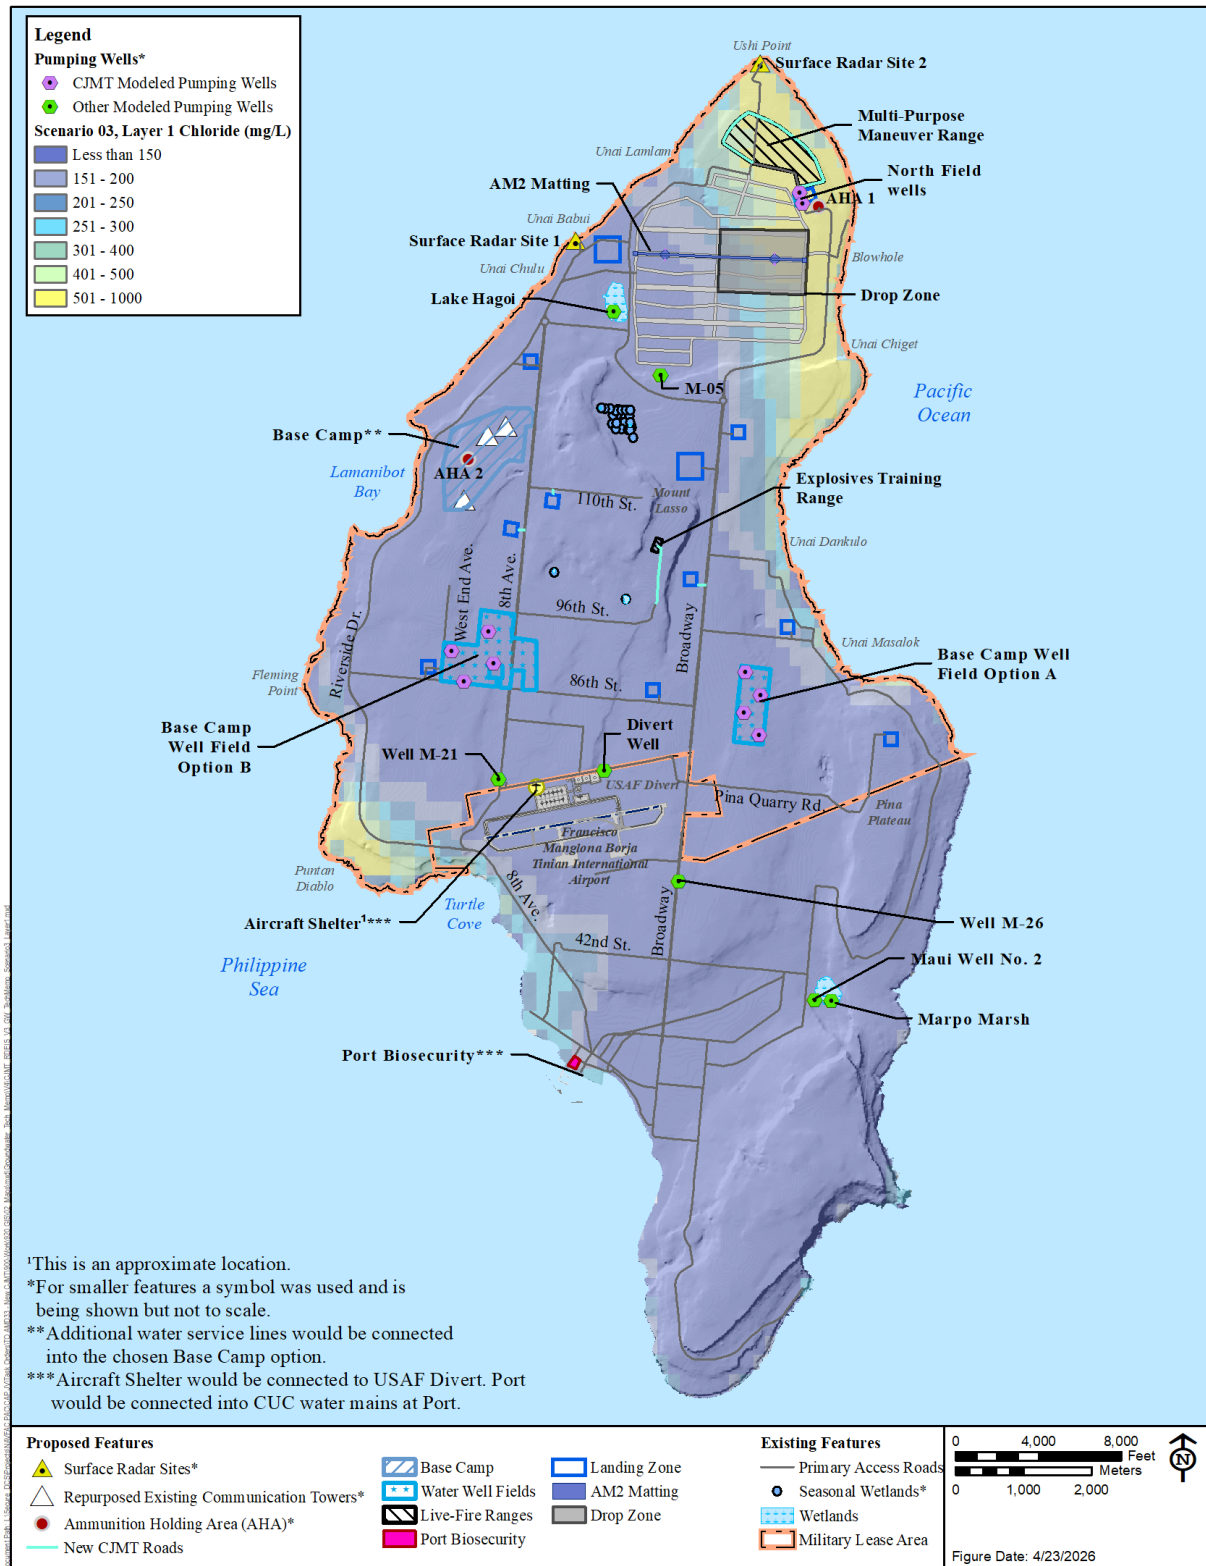 Legend
Pumping Wells*
CJMT Modeled Pumping Wells
Other Modeled Pumping Wells
Scenario 03, Layer 1 Chloride (mg/L)
Less than 150
151 - 200
201 - 250
251 - 300
301 - 400
401 - 500
501 - 1000
Ushi Point
Surface Radar Site 2
Multi-Purpose
Maneuver Range
Unai Lamlam
North Field
wells
AM2 Matting
AHA 1
Unai Babui
Surface Radar Site 1
Blowhole
Unai Chulu
Lake Hagoi
Drop Zone
Unai Chiget
M-05
Pacific
Ocean
Base Camp**
Lamanibot
Bay
AHA 2
Explosives Training
Range
Mount
Lasso
110th St.
Unai Dankulo
West End Ave.
8th Ave.
96th St.
Broadway
Riverside Dr.
Unai Masalok
Base Camp Well
Field Option A
Fleming
Point
86th St.
Base Camp
Well Field
Option B
Divert
Well
Well M-21
USAF Divert
Pina Quarry Rd.
Pina
Plateau
Francisco
Manglona Borja
Tinian International
Airport
Puntan
Diablo
8th Ave.
Turtle
Cove
Aircraft Shelter¹***
Broadway
Well M-26
42nd St.
Maui Well No. 2
Philippine
Sea
Marpo Marsh
Port Biosecurity***
¹This is an approximate location.
*For smaller features a symbol was used and is
being shown but not to scale.
**Additional water service lines would be connected
into the chosen Base Camp option.
***Aircraft Shelter would be connected to USAF Divert. Port
would be connected into CUC water mains at Port.
Proposed Features
Surface Radar Sites*
Repurposed Existing Communication Towers*
Ammunition Holding Area (AHA)*
New CJMT Roads
Base Camp
Water Well Fields
Live-Fire Ranges
Port Biosecurity
Landing Zone
AM2 Matting
Drop Zone
Existing Features
Primary Access Roads
Seasonal Wetlands*
Wetlands
Military Lease Area
0 4,000 8,000
Feet
Meters
0 1,000 2,000
N
Figure Date: 4/23/2026